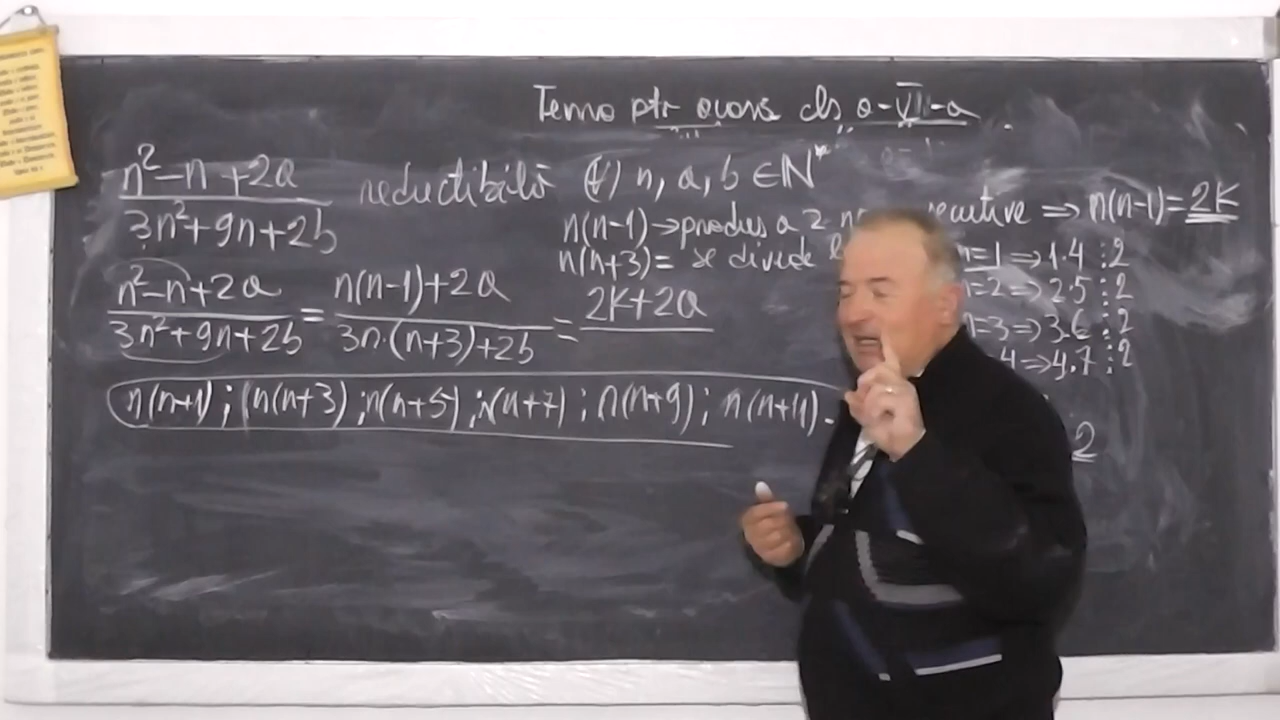 Tema ptr acasă cls a-VII-a
n²-n+2a / 3n²+9n+2b reductibilă (∀) n, a, b ∈ ℕ*
n(n-1)→produs a 2 ⇒ n(n-1)=2K
n(n+3)= se divide
n=1⇒1.4 ⋮2
n=2⇒2.5 ⋮2
n=3⇒3.6 ⋮2
4⇒4.7 ⋮2
n²-n+2a / 3n²+9n+2b = n(n-1)+2a / 3n·(n+3)+2b = 2K+2a
n(n+1) ; n(n+3) ; n(n+5) ; n(n+7) ; n(n+9) ; n(n+11).
2